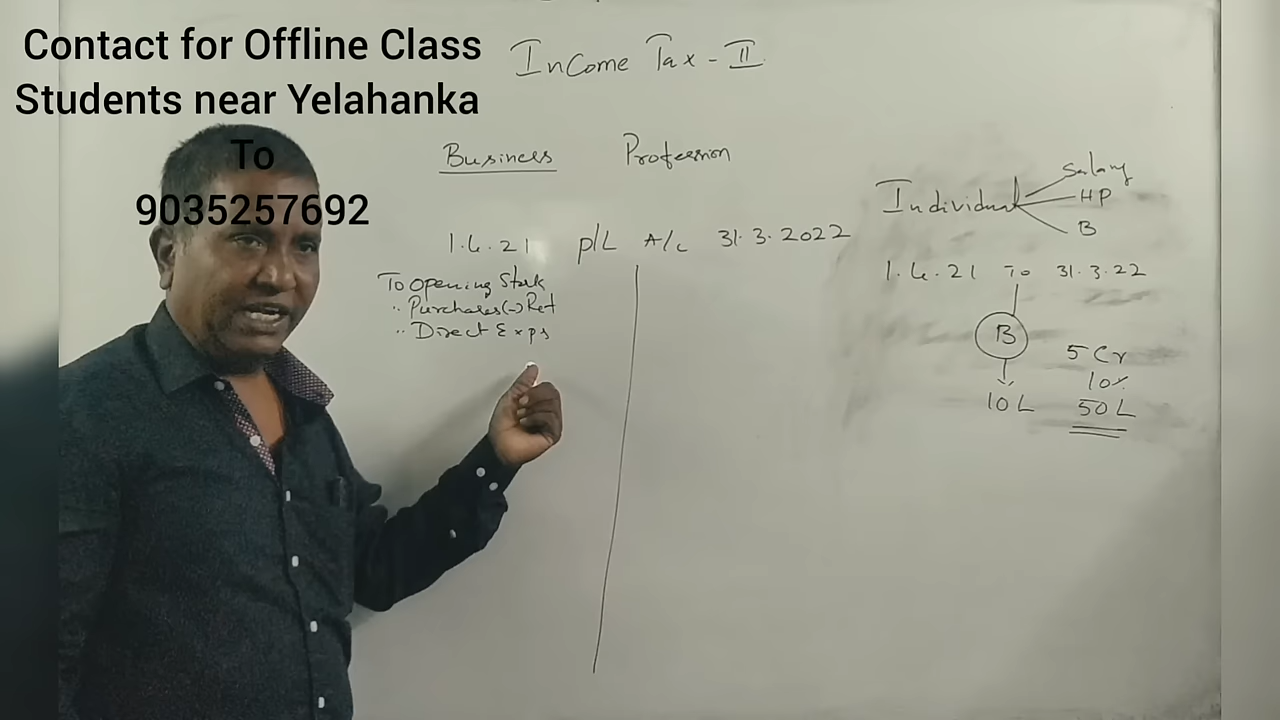 Contact for Offline Class
Students near Yelahanka
To
9035257692
Income Tax - II
Business Profession
1.4.21 P/L A/c 31.3.2022
To Opening Stock
" Purchases (-) Ret
" Direct Exps
Individual
Salary
HP
B
1.4.21 To 31.3.22
B
10 L
5 Cr
10%
50 L